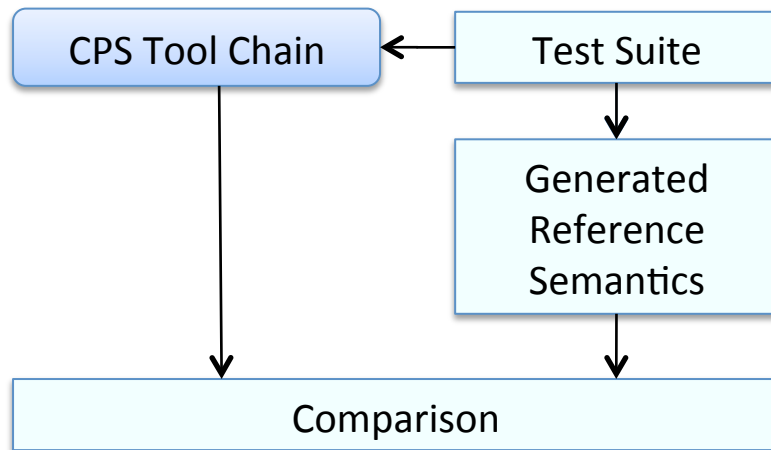 CPS Tool Chain
Test Suite
Generated
Reference
Semantics
Comparison